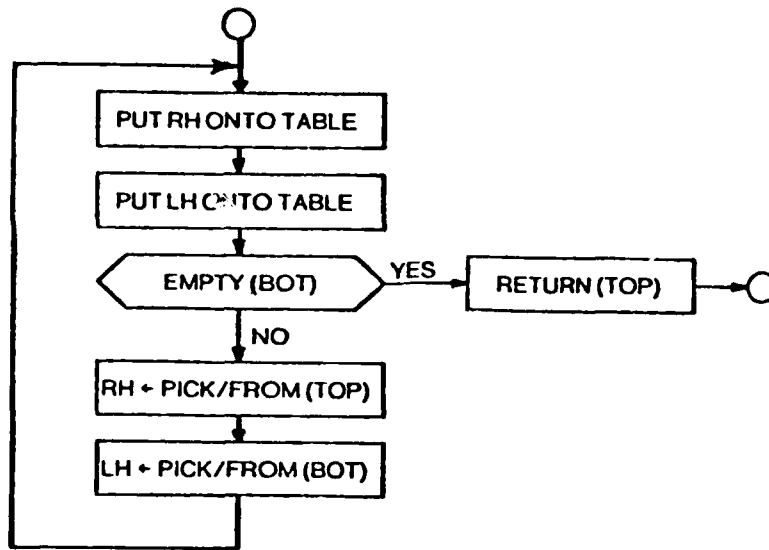 PUT RH ONTO TABLE
PUT LH ONTO TABLE
EMPTY (BOT)
YES
RETURN (TOP)
NO
RH ← PICK/FROM (TOP)
LH ← PICK/FROM (BOT)